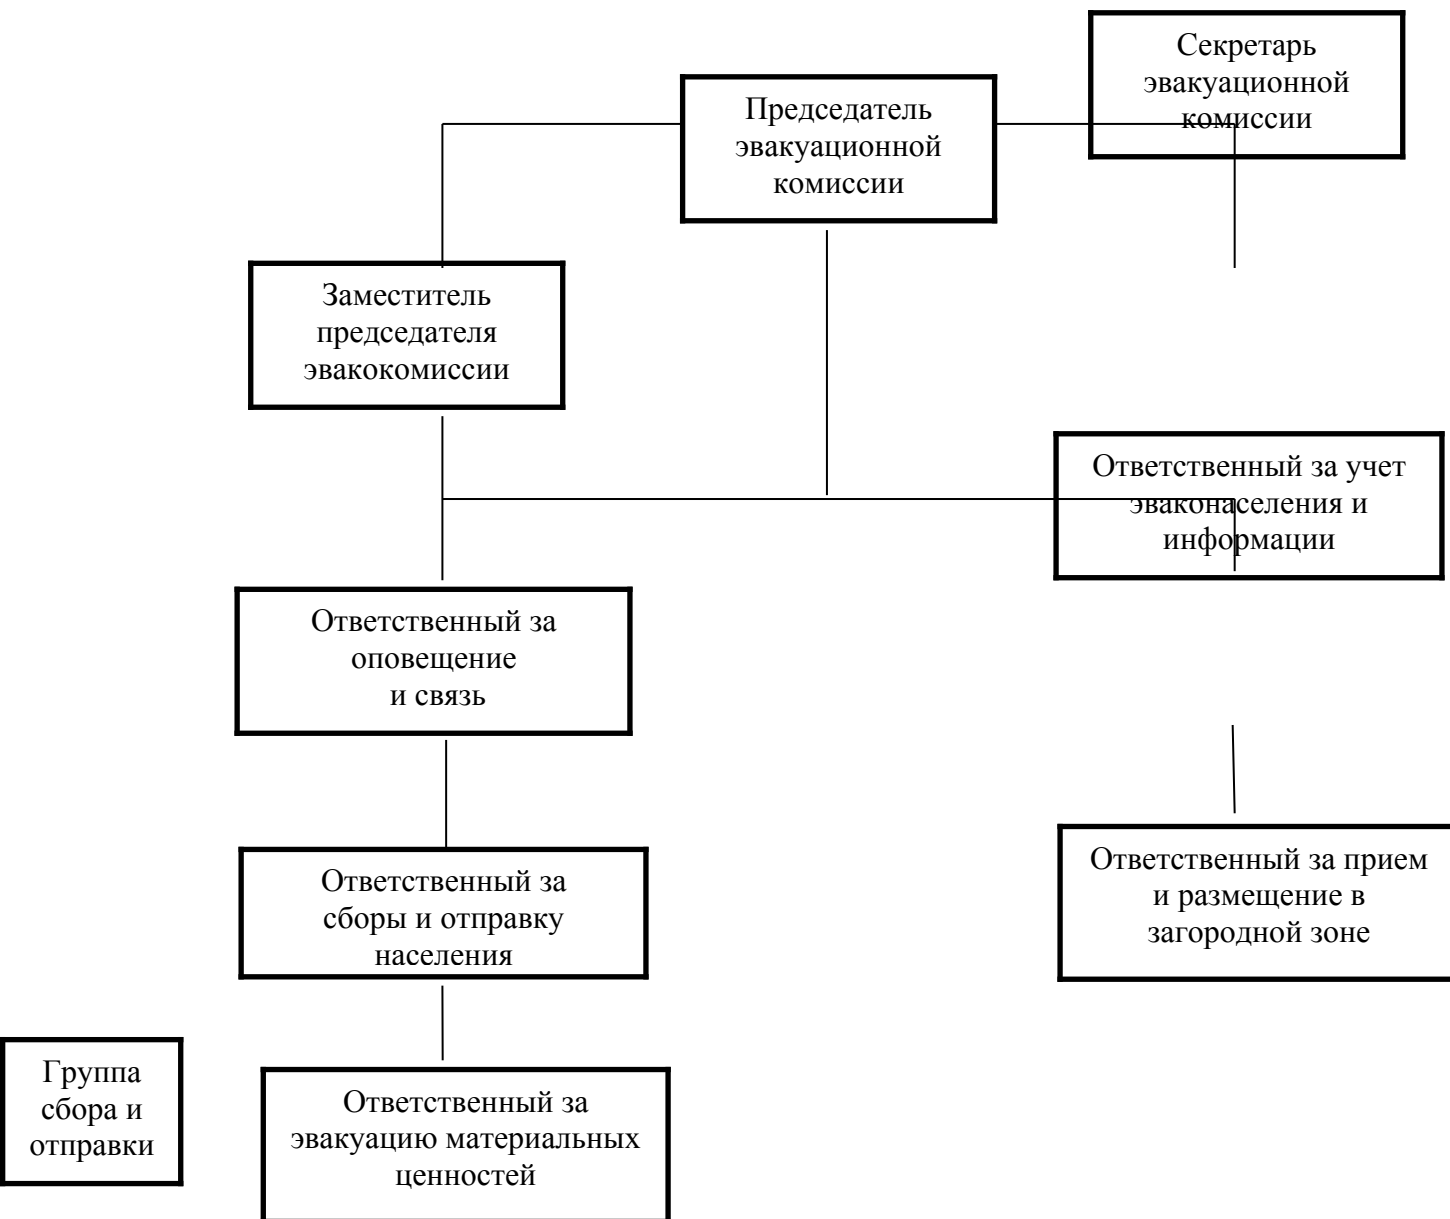 Секретарь
эвакуационной
комиссии
Председатель
эвакуационной
комиссии
Заместитель
председателя
эвакокомиссии
Ответственный за учет
эваконаселения и
информации
Ответственный за
оповещение
и связь
Ответственный за
сборы и отправку
населения
Ответственный за прием
и размещение в
загородной зоне
Группа
сбора и
отправки
Ответственный за
эвакуацию материальных
ценностей